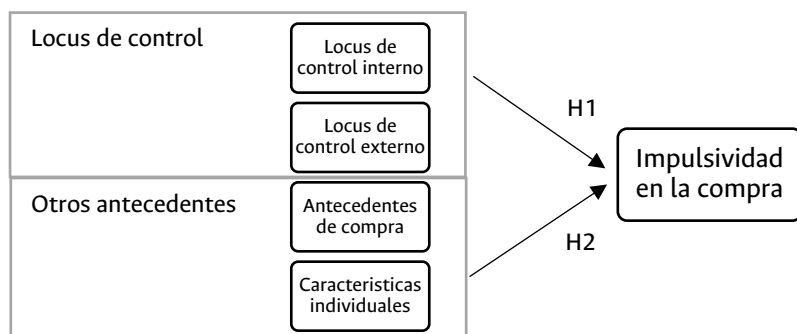 Locus de control
Locus de
control interno
Locus de
control externo
H1
Impulsividad
en la compra
Otros antecedentes
Antecedentes
de compra
H2
Caracteristicas
individuales